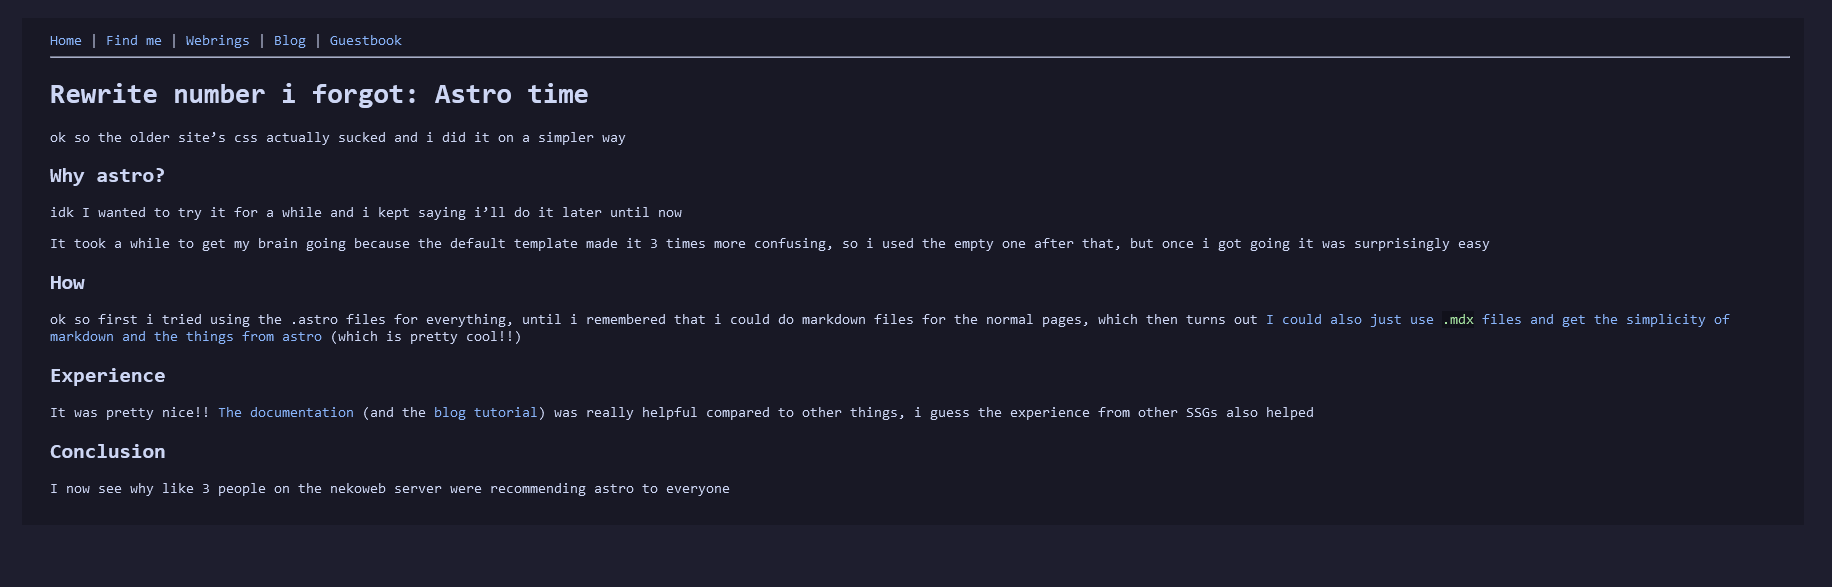 Home | Find me | Webrings | Blog | Guestbook
Rewrite number i forgot: Astro time
ok so the older site’s css actually sucked and i did it on a simpler way
Why astro?
idk I wanted to try it for a while and i kept saying i’ll do it later until now
It took a while to get my brain going because the default template made it 3 times more confusing, so i used the empty one after that, but once i got going it was surprisingly easy
How
ok so first i tried using the .astro files for everything, until i remembered that i could do markdown files for the normal pages, which then turns out I could also just use .mdx files and get the simplicity of
markdown and the things from astro (which is pretty cool!!)
Experience
It was pretty nice!! The documentation (and the blog tutorial) was really helpful compared to other things, i guess the experience from other SSGs also helped
Conclusion
I now see why like 3 people on the nekoweb server were recommending astro to everyone